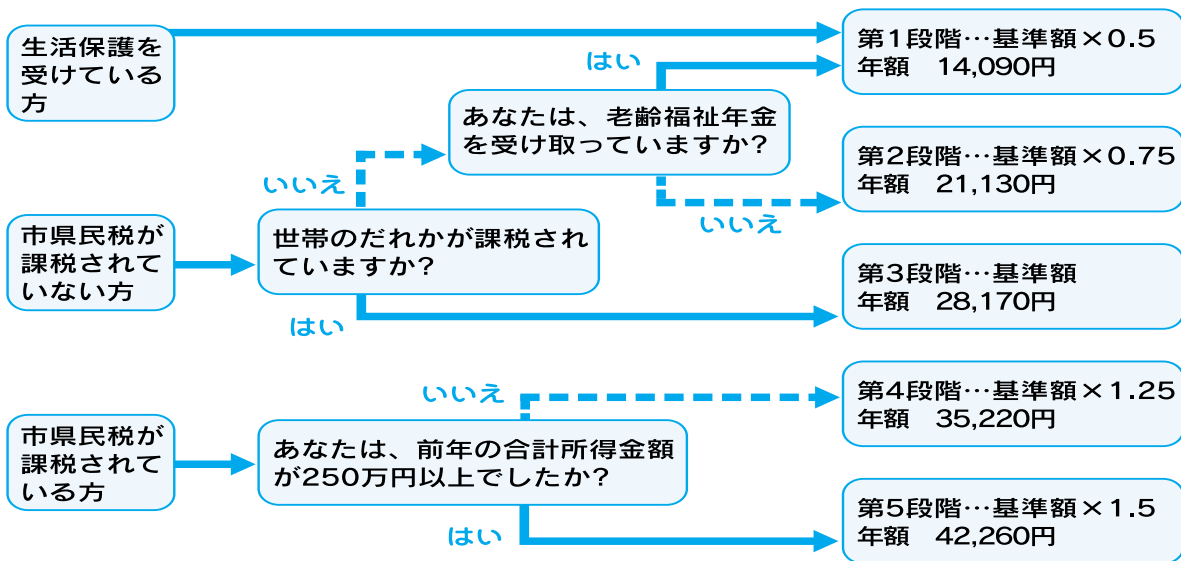 生活保護を
受けている
方
第1段階…基準額×0.5
年額 14,090円
はい
あなたは、老齢福祉年金
を受け取っていますか?
いいえ
第2段階…基準額×0.75
年額 21,130円
いいえ
市県民税が
課税されて
いない方
世帯のだれかが課税され
ていますか?
はい
第3段階…基準額
年額 28,170円
市県民税が
課税されて
いる方
あなたは、前年の合計所得金額
が250万円以上でしたか?
いいえ
第4段階…基準額×1.25
年額 35,220円
はい
第5段階…基準額×1.5
年額 42,260円